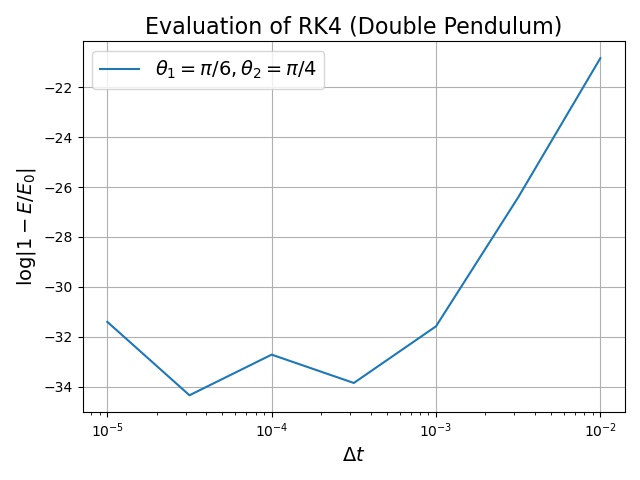 Evaluation of RK4 (Double Pendulum)
θ₁ = π/6, θ₂ = π/4
log|1 − E/E₀|
−22
−24
−26
−28
−30
−32
−34
10⁻⁵ 10⁻⁴ 10⁻³ 10⁻²
Δt